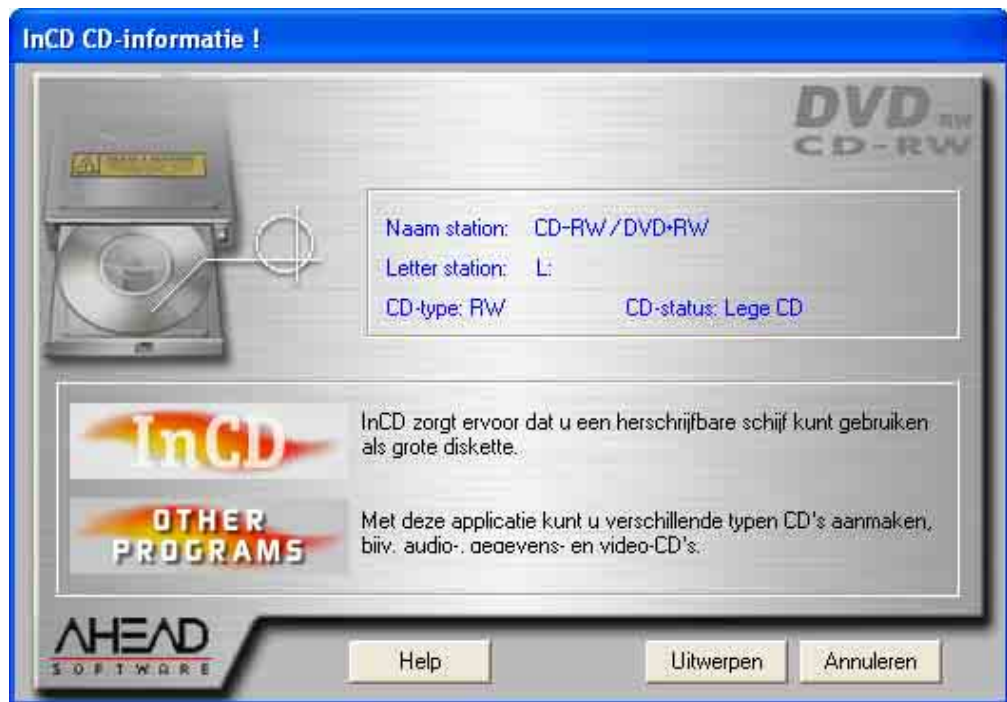 InCD CD-informatie !
DVD RW
CD-RW
Naam station: CD-RW/DVD+RW
Letter station: L:
CD-type: RW CD-status: Lege CD
InCD
InCD zorgt ervoor dat u een herschrijfbare schijf kunt gebruiken
als grote diskette.
OTHER
PROGRAMS
Met deze applicatie kunt u verschillende typen CD's aanmaken,
bijv. audio-, gegevens- en video-CD's.
AHEAD
SOFTWARE
Help
Uitwerpen
Annuleren